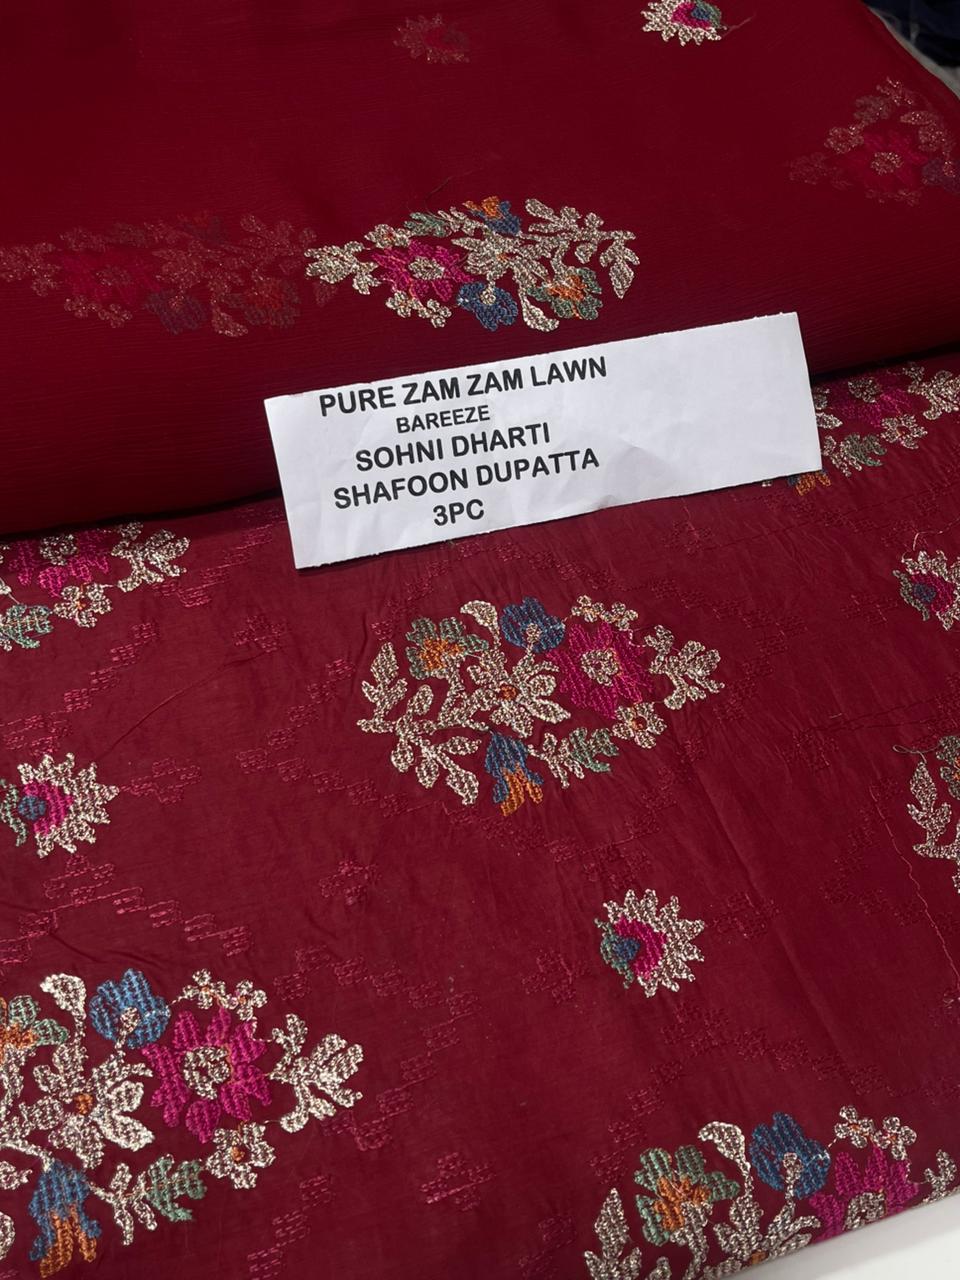 PURE ZAM ZAM LAWN
BAREEZE
SOHNI DHARTI
SHAFOON DUPATTA
3PC